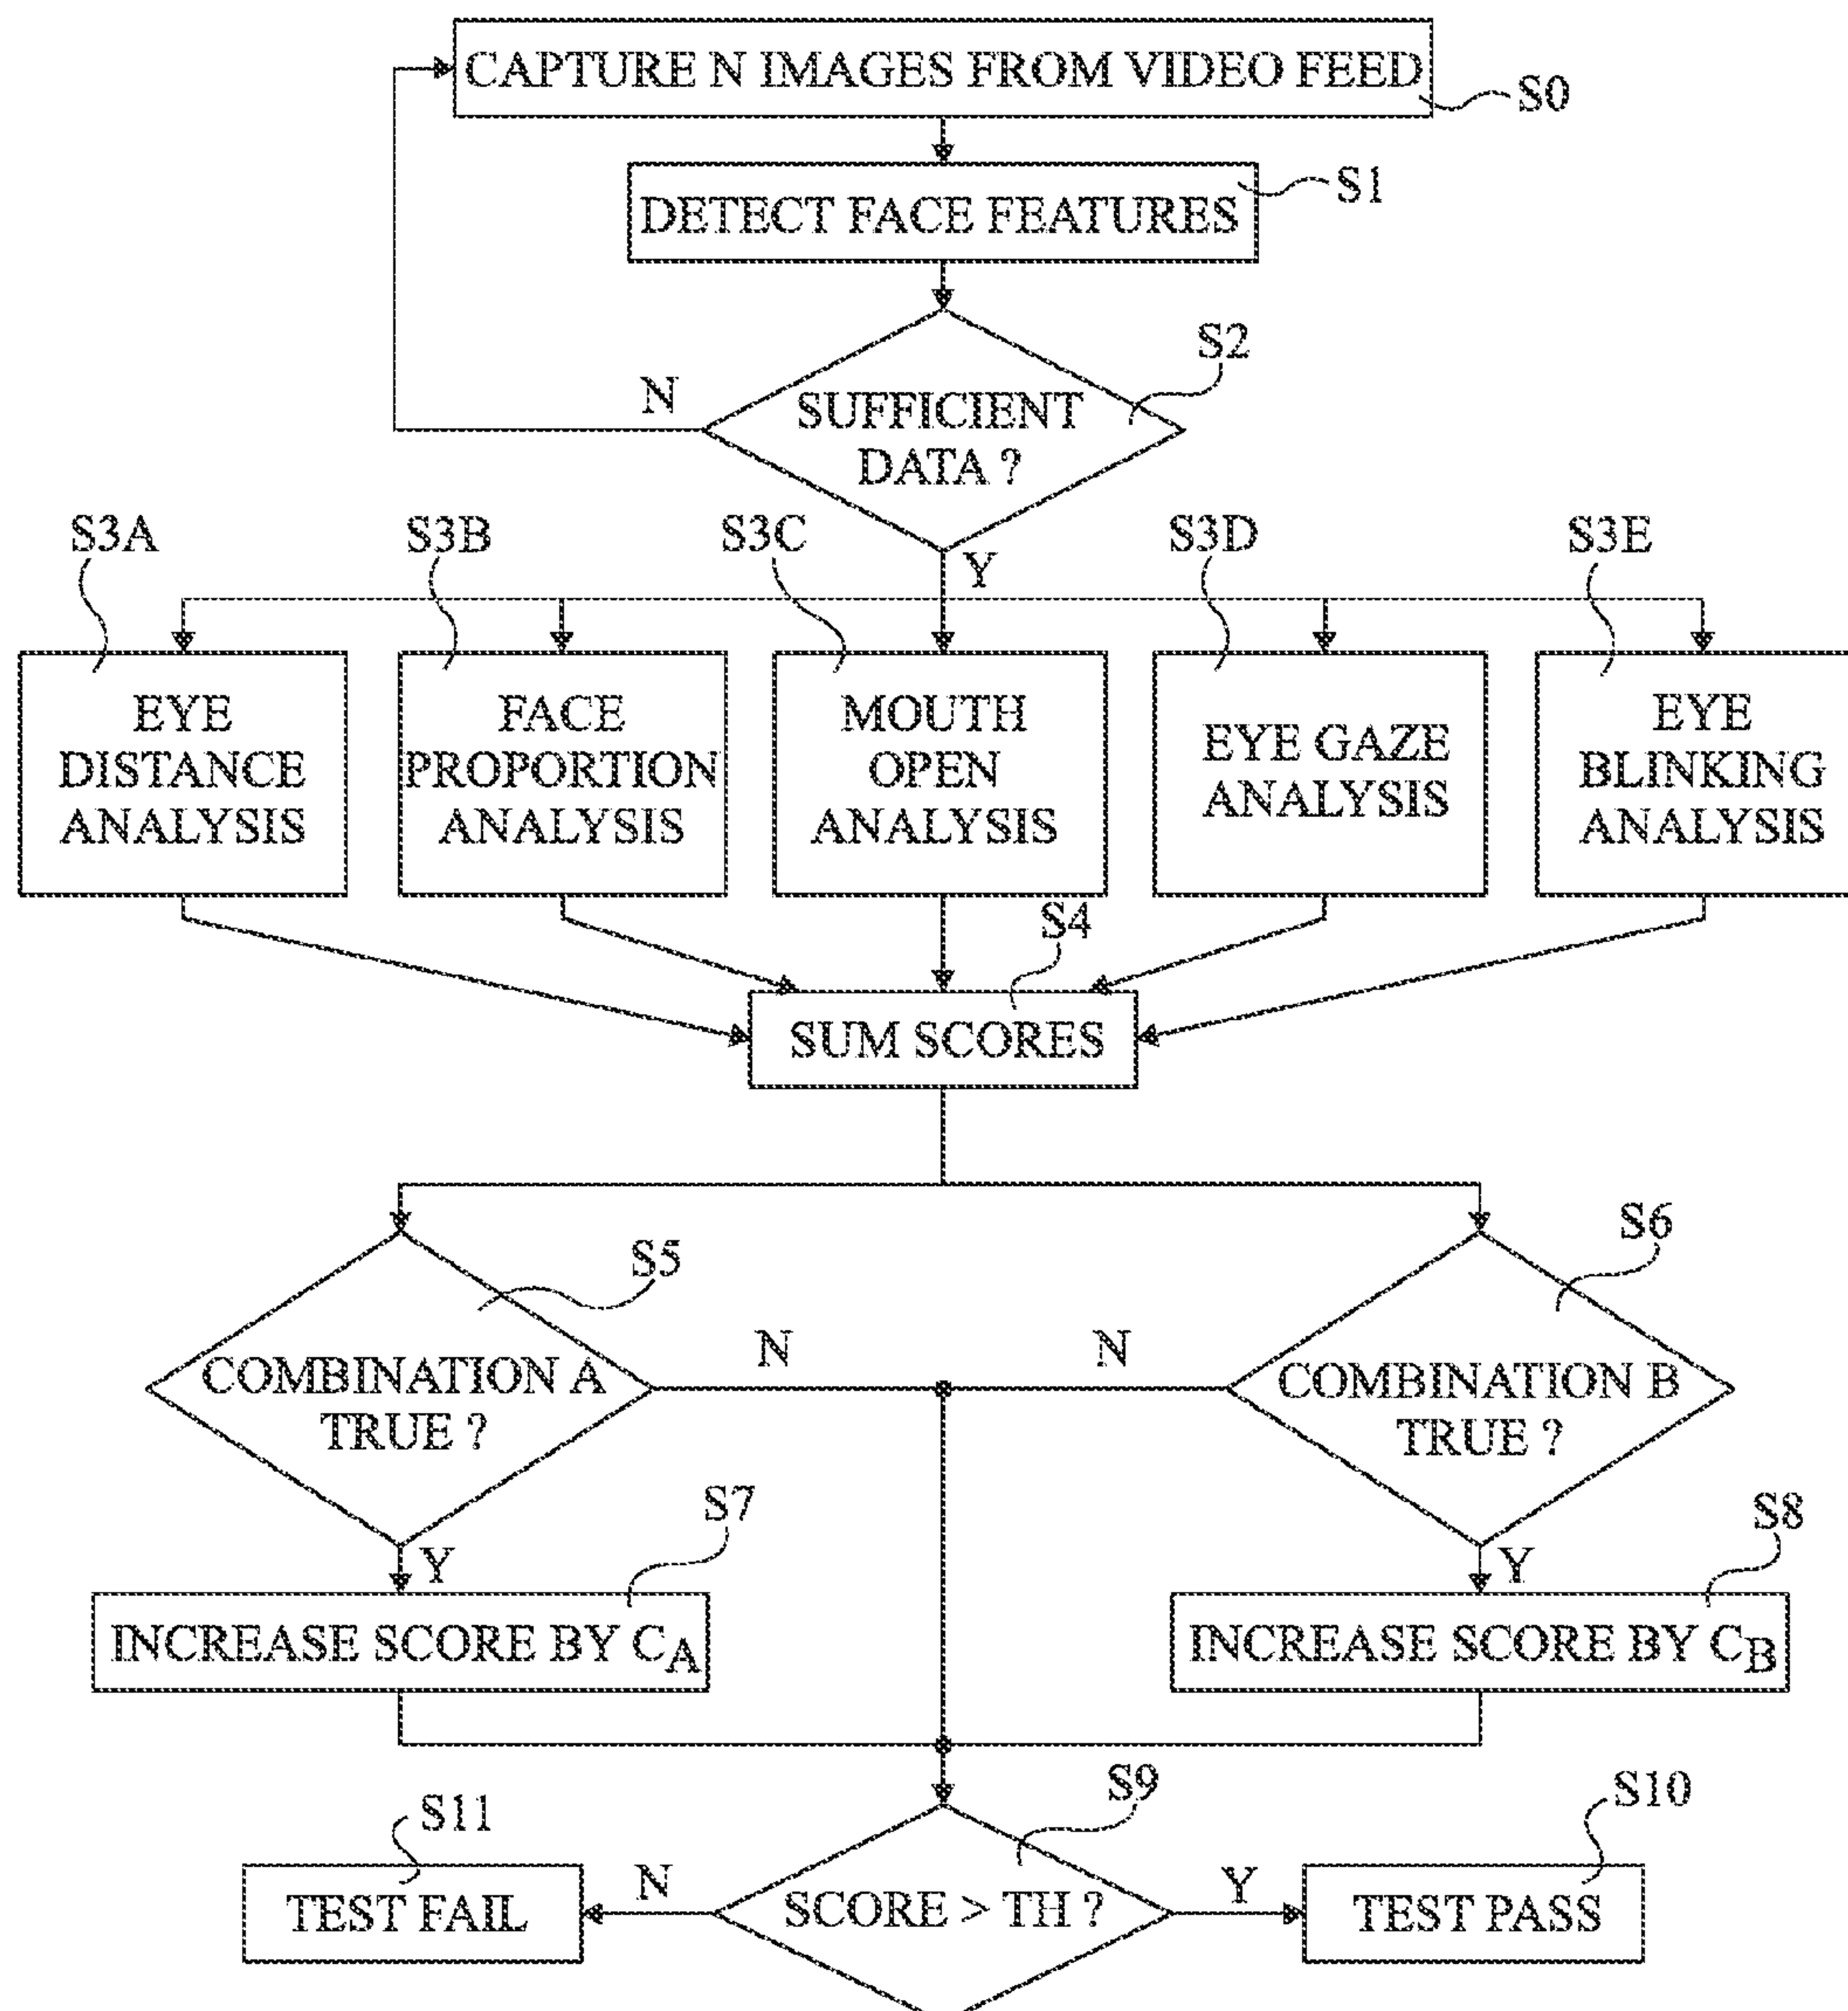 CAPTURE N IMAGES FROM VIDEO FEED
S0
DETECT FACE FEATURES
S1
S2
SUFFICIENT
DATA ?
N
Y
S3A
S3B
S3C
S3D
S3E
EYE
DISTANCE
ANALYSIS
FACE
PROPORTION
ANALYSIS
MOUTH
OPEN
ANALYSIS
EYE GAZE
ANALYSIS
EYE
BLINKING
ANALYSIS
S4
SUM SCORES
S5
COMBINATION A
TRUE ?
N
Y
S6
COMBINATION B
TRUE ?
N
Y
S7
INCREASE SCORE BY CA
S8
INCREASE SCORE BY CB
S9
SCORE > TH ?
N
Y
S11
TEST FAIL
S10
TEST PASS